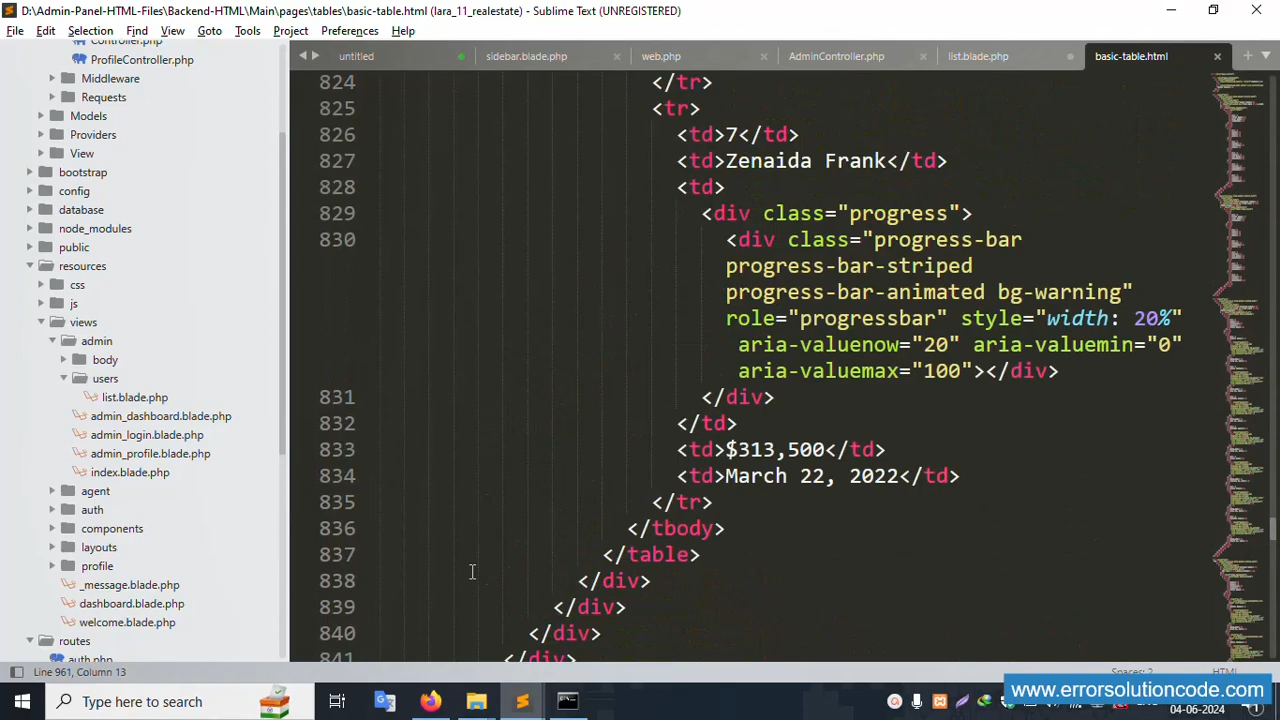 D:\Admin-Panel-HTML-Files\Backend-HTML\Main\pages\tables\basic-table.html (lara_11_realestate) - Sublime Text (UNREGISTERED)
File Edit Selection Find View Goto Tools Project Preferences Help
untitled sidebar.blade.php web.php AdminController.php list.blade.php basic-table.html
Controller.php
ProfileController.php
Middleware
Requests
Models
Providers
View
bootstrap
config
database
node_modules
public
resources
css
js
views
admin
body
users
list.blade.php
admin_dashboard.blade.php
admin_login.blade.php
admin_profile.blade.php
index.blade.php
agent
auth
components
layouts
profile
_message.blade.php
dashboard.blade.php
welcome.blade.php
routes
auth.php
824 </tr>
825 <tr>
826 <td>7</td>
827 <td>Zenaida Frank</td>
828 <td>
829 <div class="progress">
830 <div class="progress-bar
progress-bar-striped
progress-bar-animated bg-warning"
role="progressbar" style="width: 20%"
aria-valuenow="20" aria-valuemin="0"
aria-valuemax="100"></div>
831 </div>
832 </td>
833 <td>$313,500</td>
834 <td>March 22, 2022</td>
835 </tr>
836 </tbody>
837 </table>
838 </div>
839 </div>
840 </div>
841 </div>
Line 961, Column 13
Spaces: 2 HTML
Type here to search
www.errorsolutioncode.com
04-06-2024